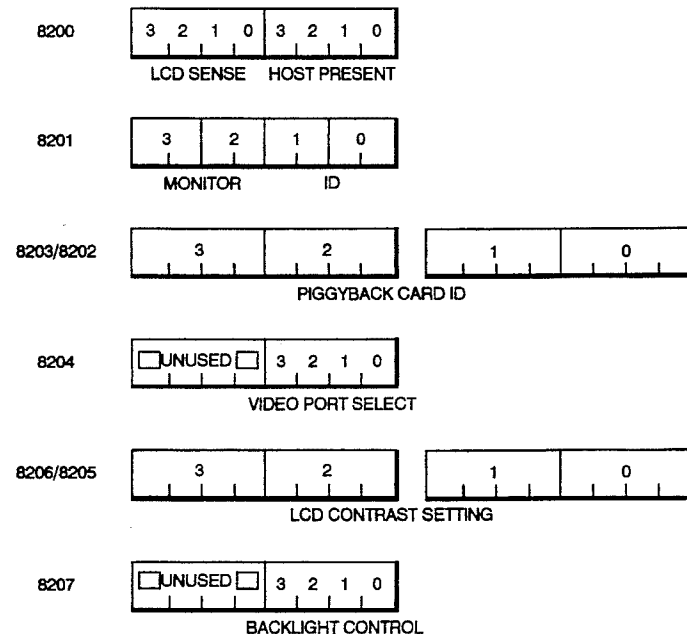 8200 3 2 1 0 3 2 1 0
LCD SENSE HOST PRESENT
8201 3 2 1 0
MONITOR ID
8203/8202 3 2 1 0
PIGGYBACK CARD ID
8204 UNUSED 3 2 1 0
VIDEO PORT SELECT
8206/8205 3 2 1 0
LCD CONTRAST SETTING
8207 UNUSED 3 2 1 0
BACKLIGHT CONTROL